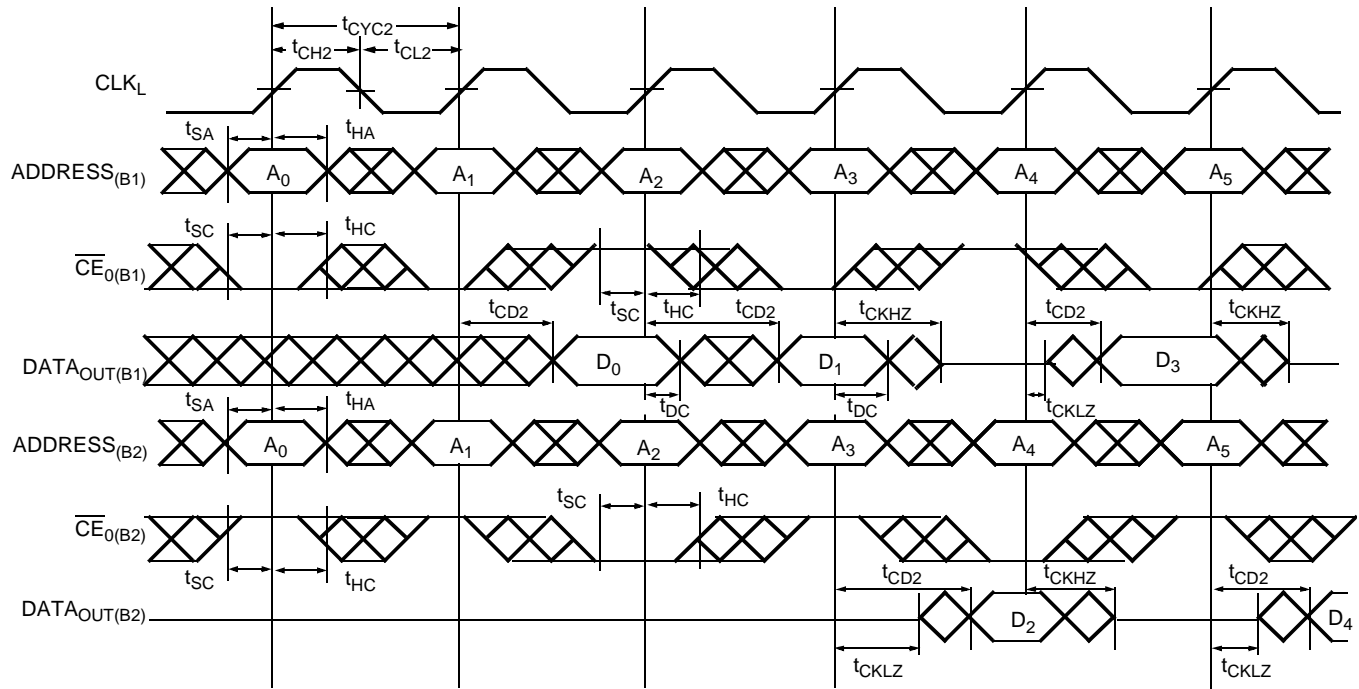 tCYC2
tCH2 tCL2
CLKL
tSA tHA
ADDRESS(B1) A0 A1 A2 A3 A4 A5
tSC tHC
CE0(B1)
tCD2 tSC tHC tCD2 tCKHZ tCD2 tCKHZ
DATAOUT(B1) D0 D1 D3
tSA tHA tDC tDC tCKLZ
ADDRESS(B2) A0 A1 A2 A3 A4 A5
tSC tHC
CE0(B2)
tSC tHC tCD2 tCKHZ tCD2
DATAOUT(B2) D2 D4
tCKLZ tCKLZ